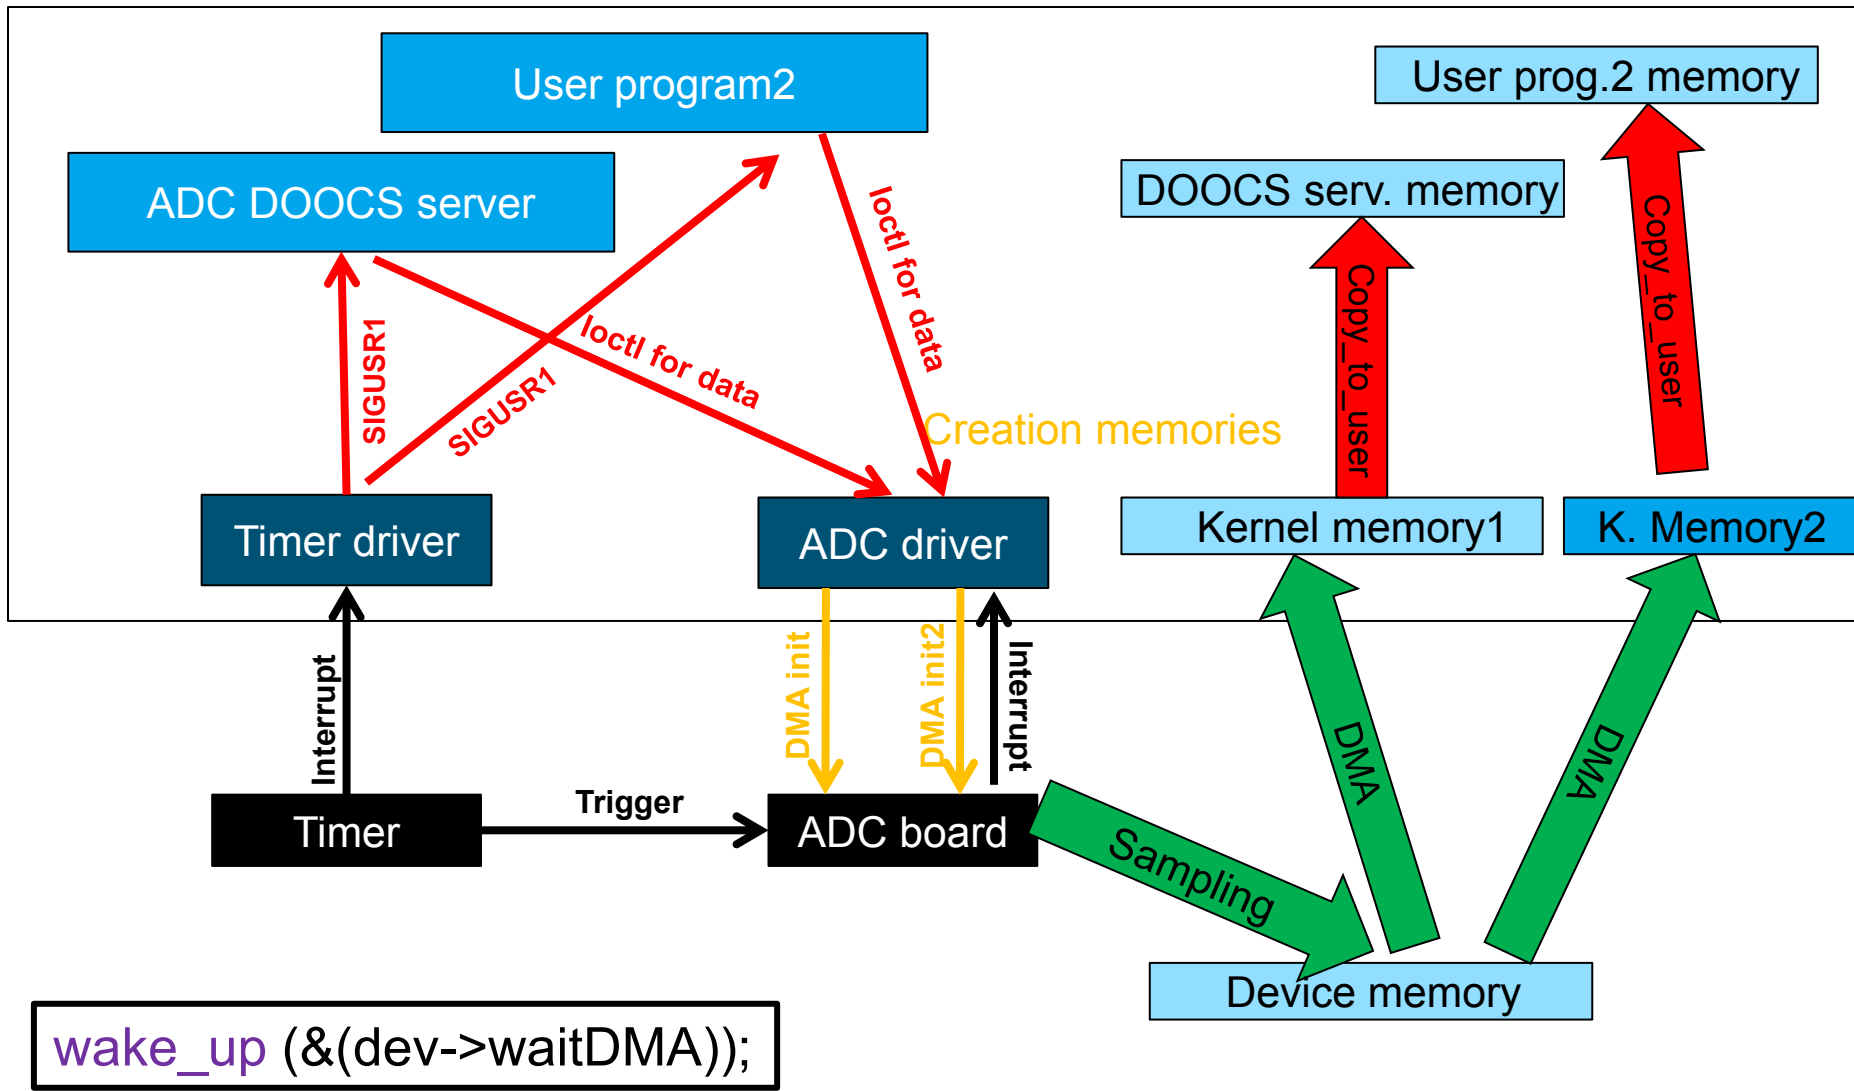 User program2
User prog.2 memory
ADC DOOCS server
DOOCS serv. memory
SIGUSR1
SIGUSR1
Ioctl for data
Ioctl for data
Copy_to_user
Copy_to_user
Creation memories
Timer driver
ADC driver
Kernel memory1
K. Memory2
Interrupt
DMA init
DMA init2
Interrupt
DMA
DMA
Timer
Trigger
ADC board
Sampling
Device memory
wake_up (&(dev->waitDMA));